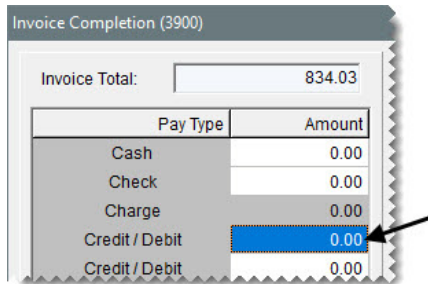 Invoice Completion (3900)
Invoice Total: 834.03
Pay Type Amount
Cash 0.00
Check 0.00
Charge 0.00
Credit / Debit 0.00
Credit / Debit 0.00